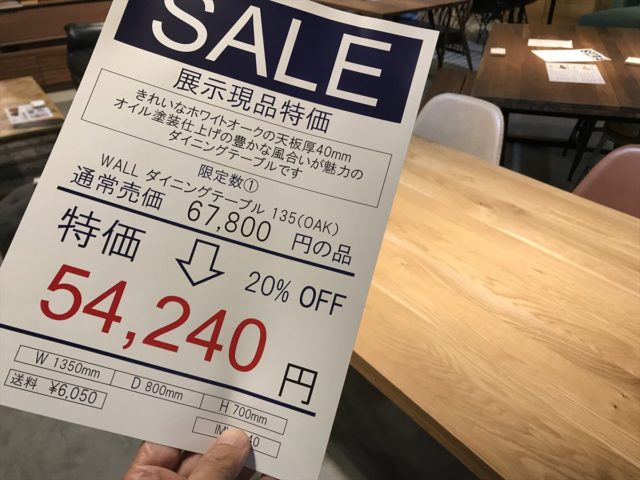 SALE
展示現品特価
きれいなホワイトオークの天板厚40mm
オイル塗装仕上げの豊かな風合いが魅力の
ダイニングテーブルです
限定数①
WALL ダイニングテーブル 135(OAK)
通常売価 67,800 円の品
特価 20% OFF
54,240 円
W 1350mm D 800mm H 700mm
送料 ¥6,050